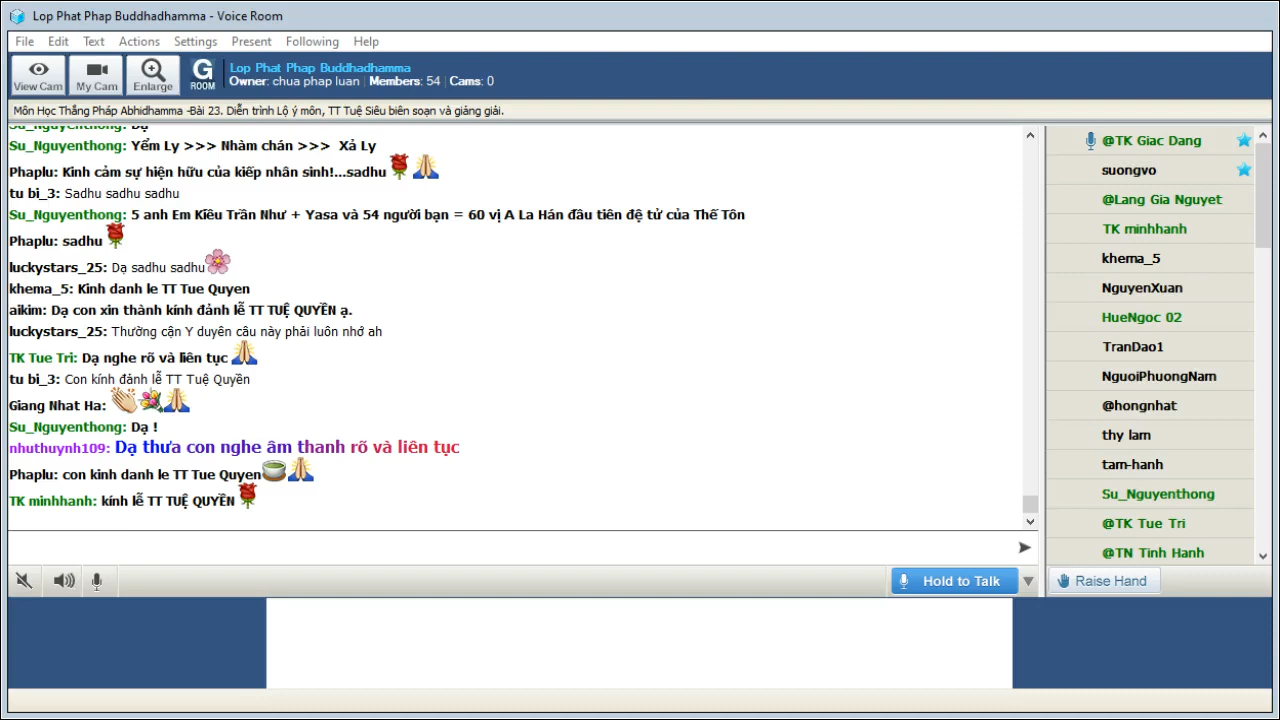 Lop Phat Phap Buddhadhamma - Voice Room
File Edit Text Actions Settings Present Following Help
View Cam My Cam Enlarge
G ROOM
Lop Phat Phap Buddhadhamma
Owner: chua phap luan Members: 54 Cams: 0
Môn Học Thắng Pháp Abhidhamma -Bài 23. Diễn trình Lộ ý môn, TT Tuệ Siêu biên soạn và giảng giải.
Su_Nguyenthong: Dạ
Su_Nguyenthong: Yểm Ly >>> Nhàm chán >>> Xả Ly
Phaplu: Kinh cảm sự hiện hữu của kiếp nhân sinh!...sadhu
tu bi_3: Sadhu sadhu sadhu
Su_Nguyenthong: 5 anh Em Kiều Trần Như + Yasa và 54 người bạn = 60 vị A La Hán đầu tiên đệ tử của Thế Tôn
Phaplu: sadhu
luckystars_25: Dạ sadhu sadhu
khema_5: Kinh danh le TT Tue Quyen
aikim: Dạ con xin thành kính đảnh lễ TT TUỆ QUYỀN ạ.
luckystars_25: Thường cận Y duyên câu này phải luôn nhớ ah
TK Tue Tri: Dạ nghe rõ và liên tục
tu bi_3: Con kính đảnh lễ TT Tuệ Quyền
Giang Nhat Ha:
Su_Nguyenthong: Dạ !
nhuthuynh109: Dạ thưa con nghe âm thanh rõ và liên tục
Phaplu: con kinh danh le TT Tue Quyen
TK minhhanh: kính lễ TT TUỆ QUYỀN
@TK Giac Dang
suongvo
@Lang Gia Nguyet
TK minhhanh
khema_5
NguyenXuan
HueNgoc 02
TranDao1
NguoiPhuongNam
@hongnhat
thy lam
tam-hanh
Su_Nguyenthong
@TK Tue Tri
@TN Tinh Hanh
Hold to Talk
Raise Hand